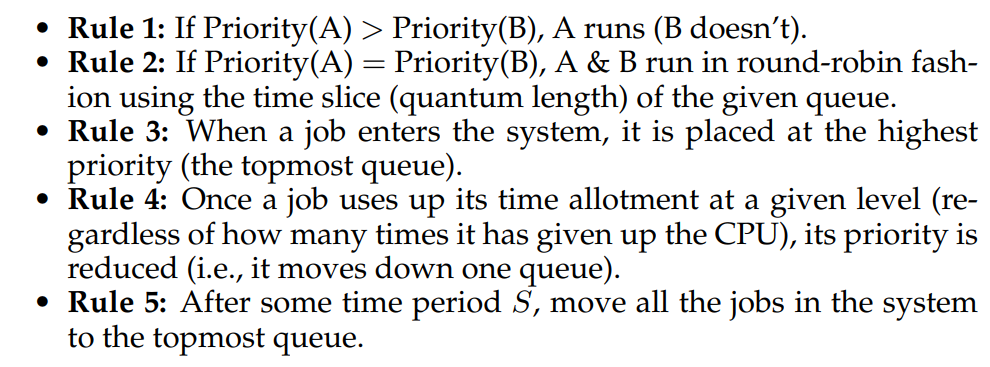 • Rule 1: If Priority(A) > Priority(B), A runs (B doesn’t).
• Rule 2: If Priority(A) = Priority(B), A & B run in round-robin fash-
ion using the time slice (quantum length) of the given queue.
• Rule 3: When a job enters the system, it is placed at the highest
priority (the topmost queue).
• Rule 4: Once a job uses up its time allotment at a given level (re-
gardless of how many times it has given up the CPU), its priority is
reduced (i.e., it moves down one queue).
• Rule 5: After some time period S, move all the jobs in the system
to the topmost queue.